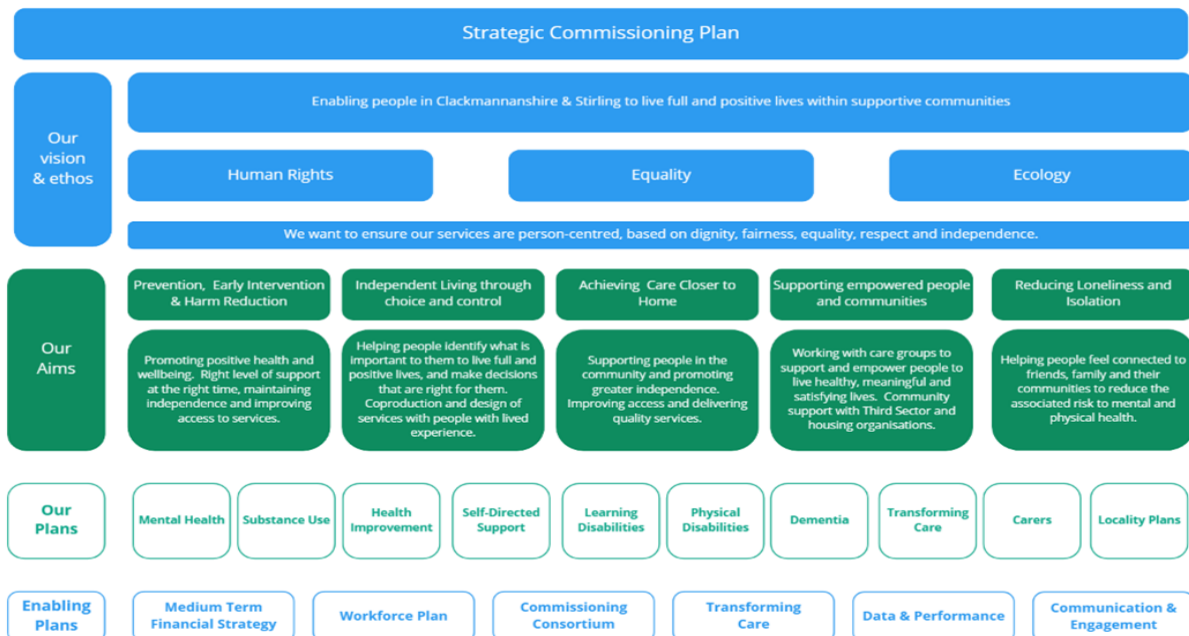 Strategic Commissioning Plan
Our
vision
& ethos
Enabling people in Clackmannanshire & Stirling to live full and positive lives within supportive communities
Human Rights
Equality
Ecology
We want to ensure our services are person-centred, based on dignity, fairness, equality, respect and independence.
Our
Aims
Prevention, Early Intervention
& Harm Reduction
Independent Living through
choice and control
Achieving Care Closer to
Home
Supporting empowered people
and communities
Reducing Loneliness and
Isolation
Promoting positive health and
wellbeing. Right level of support
at the right time, maintaining
independence and improving
access to services.
Helping people identify what is
important to them to live full and
positive lives, and make decisions
that are right for them.
Coproduction and design of
services with people with lived
experience.
Supporting people in the
community and promoting
greater independence.
Improving access and delivering
quality services.
Working with care groups to
support and empower people to
live healthy, meaningful and
satisfying lives. Community
support with Third Sector and
housing organisations.
Helping people feel connected to
friends, family and their
communities to reduce the
associated risk to mental and
physical health.
Our
Plans
Mental Health
Substance Use
Health
Improvement
Self-Directed
Support
Learning
Disabilities
Physical
Disabilities
Dementia
Transforming
Care
Carers
Locality Plans
Enabling
Plans
Medium Term
Financial Strategy
Workforce Plan
Commissioning
Consortium
Transforming
Care
Data & Performance
Communication &
Engagement